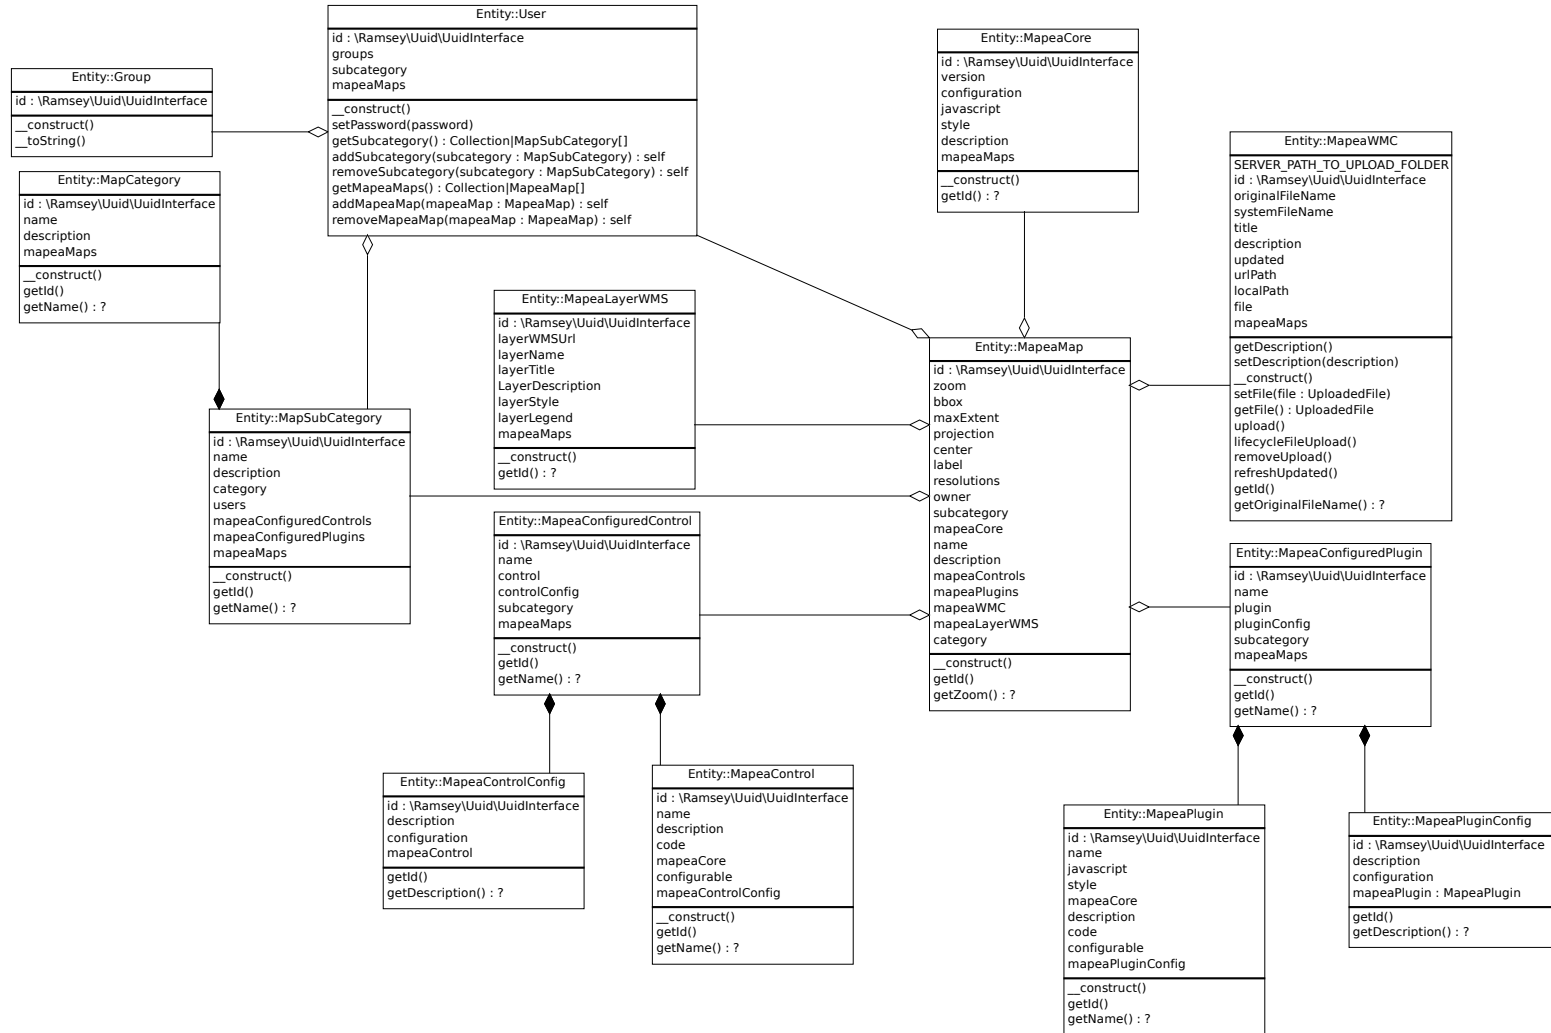 Entity::User
id : \Ramsey\Uuid\UuidInterface
groups
subcategory
mapeaMaps
__construct()
setPassword(password)
getSubcategory() : Collection|MapSubCategory[]
addSubcategory(subcategory : MapSubCategory) : self
removeSubcategory(subcategory : MapSubCategory) : self
getMapeaMaps() : Collection|MapeaMap[]
addMapeaMap(mapeaMap : MapeaMap) : self
removeMapeaMap(mapeaMap : MapeaMap) : self
Entity::Group
id : \Ramsey\Uuid\UuidInterface
__construct()
__toString()
Entity::MapCategory
id : \Ramsey\Uuid\UuidInterface
name
description
mapeaMaps
__construct()
getId()
getName() : ?
Entity::MapeaCore
id : \Ramsey\Uuid\UuidInterface
version
configuration
javascript
style
description
mapeaMaps
__construct()
getId() : ?
Entity::MapeaWMC
SERVER_PATH_TO_UPLOAD_FOLDER
id : \Ramsey\Uuid\UuidInterface
originalFileName
systemFileName
title
description
updated
urlPath
localPath
file
mapeaMaps
getDescription()
setDescription(description)
__construct()
setFile(file : UploadedFile)
getFile() : UploadedFile
upload()
lifecycleFileUpload()
removeUpload()
refreshUpdated()
getId()
getOriginalFileName() : ?
Entity::MapeaLayerWMS
id : \Ramsey\Uuid\UuidInterface
layerWMSUrl
layerName
layerTitle
LayerDescription
layerStyle
layerLegend
mapeaMaps
__construct()
getId() : ?
Entity::MapeaMap
id : \Ramsey\Uuid\UuidInterface
zoom
bbox
maxExtent
projection
center
label
resolutions
owner
subcategory
mapeaCore
name
description
mapeaControls
mapeaPlugins
mapeaWMC
mapeaLayerWMS
category
__construct()
getId()
getZoom() : ?
Entity::MapSubCategory
id : \Ramsey\Uuid\UuidInterface
name
description
category
users
mapeaConfiguredControls
mapeaConfiguredPlugins
mapeaMaps
__construct()
getId()
getName() : ?
Entity::MapeaConfiguredControl
id : \Ramsey\Uuid\UuidInterface
name
control
controlConfig
subcategory
mapeaMaps
__construct()
getId()
getName() : ?
Entity::MapeaConfiguredPlugin
id : \Ramsey\Uuid\UuidInterface
name
plugin
pluginConfig
subcategory
mapeaMaps
__construct()
getId()
getName() : ?
Entity::MapeaControlConfig
id : \Ramsey\Uuid\UuidInterface
description
configuration
mapeaControl
getId()
getDescription() : ?
Entity::MapeaControl
id : \Ramsey\Uuid\UuidInterface
name
description
code
mapeaCore
configurable
mapeaControlConfig
__construct()
getId()
getName() : ?
Entity::MapeaPlugin
id : \Ramsey\Uuid\UuidInterface
name
javascript
style
mapeaCore
description
code
configurable
mapeaPluginConfig
__construct()
getId()
getName() : ?
Entity::MapeaPluginConfig
id : \Ramsey\Uuid\UuidInterface
description
configuration
mapeaPlugin : MapeaPlugin
getId()
getDescription() : ?